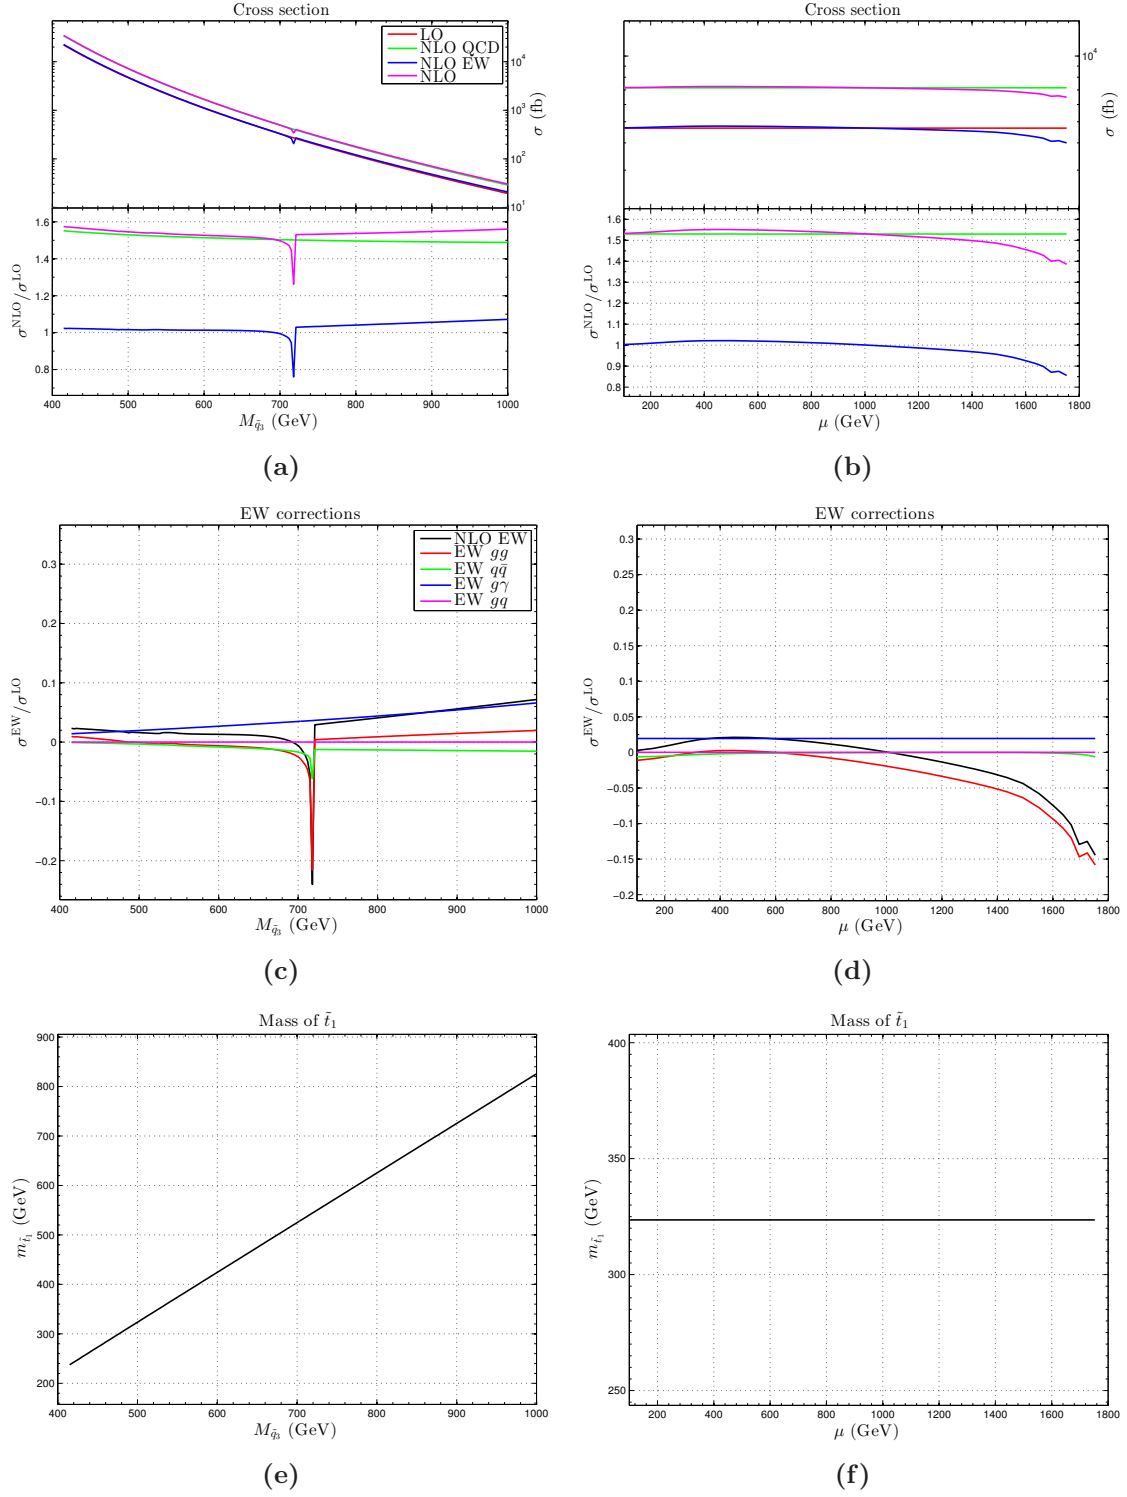 Cross section
LO
NLO QCD
NLO EW
NLO
10^4
10^3
10^2
10^1
σ (fb)
1.6
1.4
1.2
1
0.8
σ^NLO/σ^LO
400 500 600 700 800 900 1000
M_q̃3 (GeV)
(a)
Cross section
10^4
σ (fb)
1.6
1.5
1.4
1.3
1.2
1.1
1
0.9
0.8
σ^NLO/σ^LO
200 400 600 800 1000 1200 1400 1600 1800
μ (GeV)
(b)
EW corrections
NLO EW
EW gg
EW qq̄
EW gγ
EW gq
0.3
0.2
0.1
0
−0.1
−0.2
σ^EW/σ^LO
400 500 600 700 800 900 1000
M_q̃3 (GeV)
(c)
EW corrections
0.3
0.25
0.2
0.15
0.1
0.05
0
−0.05
−0.1
−0.15
−0.2
σ^EW/σ^LO
200 400 600 800 1000 1200 1400 1600 1800
μ (GeV)
(d)
Mass of t̃1
900
800
700
600
500
400
300
200
m_t̃1 (GeV)
400 500 600 700 800 900 1000
M_q̃3 (GeV)
(e)
Mass of t̃1
400
350
300
250
m_t̃1 (GeV)
200 400 600 800 1000 1200 1400 1600 1800
μ (GeV)
(f)